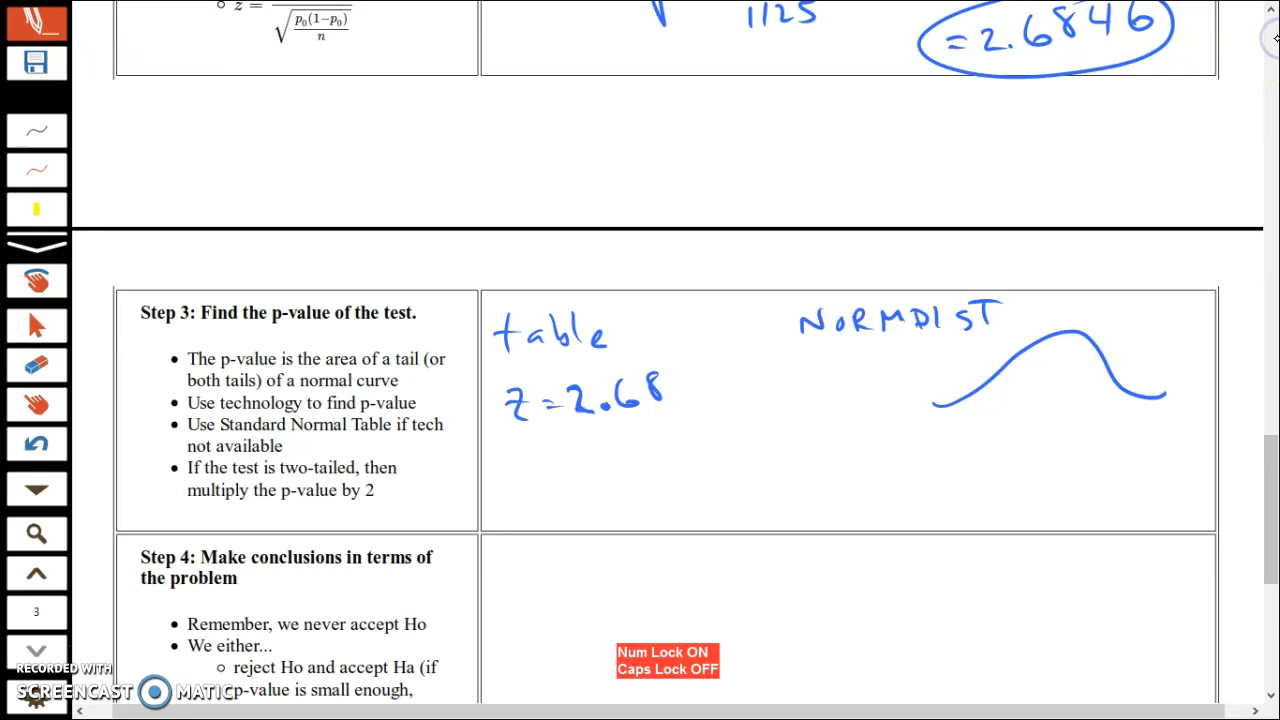 z =
p₀(1−p₀)
n
1125
= 2.6846
Step 3: Find the p-value of the test.
• The p-value is the area of a tail (or
both tails) of a normal curve
• Use technology to find p-value
• Use Standard Normal Table if tech
not available
• If the test is two-tailed, then
multiply the p-value by 2
table
z = 2.68
NORMDIST
Step 4: Make conclusions in terms of
the problem
• Remember, we never accept Ho
• We either...
reject Ho and accept Ha (if
p-value is small enough,
Num Lock ON
Caps Lock OFF
3
RECORDED WITH
SCREENCAST MATIC